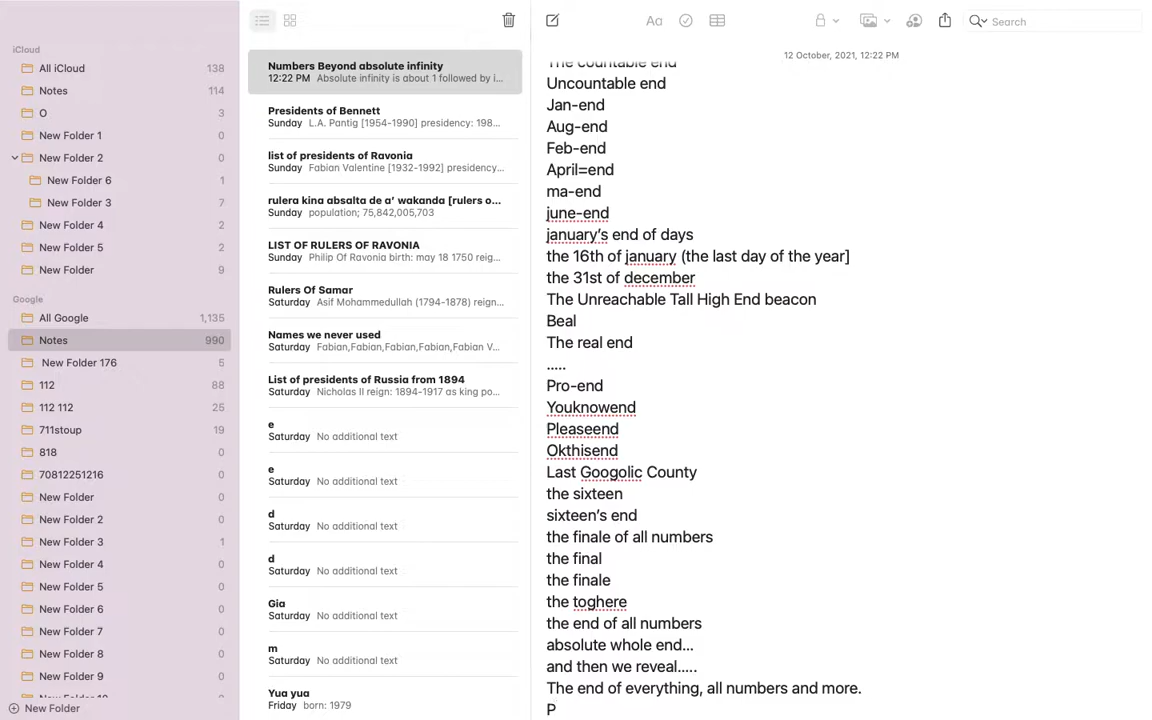 iCloud
All iCloud 138
Notes 114
O 3
New Folder 1 0
New Folder 2 0
New Folder 6 1
New Folder 3 7
New Folder 4 2
New Folder 5 2
New Folder 9
Google
All Google 1,135
Notes 990
New Folder 176 5
112 88
112 112 25
711stoup 19
818 0
70812251216 0
New Folder 0
New Folder 2 0
New Folder 3 1
New Folder 4 0
New Folder 5 0
New Folder 6 0
New Folder 7 0
New Folder 8 0
New Folder 9 0
New Folder 10 0
New Folder
Numbers Beyond absolute infinity
12:22 PM Absolute infinity is about 1 followed by i...
Presidents of Bennett
Sunday L.A. Pantig [1954-1990] presidency: 198...
list of presidents of Ravonia
Sunday Fabian Valentine [1932-1992] presidency...
rulera kina absalta de a' wakanda [rulers o...
Sunday population; 75,842,005,703
LIST OF RULERS OF RAVONIA
Sunday Philip Of Ravonia birth: may 18 1750 reig...
Rulers Of Samar
Saturday Asif Mohammedullah (1794-1878) reign...
Names we never used
Saturday Fabian,Fabian,Fabian,Fabian,Fabian V...
List of presidents of Russia from 1894
Saturday Nicholas II reign: 1894-1917 as king po...
e
Saturday No additional text
e
Saturday No additional text
d
Saturday No additional text
d
Saturday No additional text
Gia
Saturday No additional text
m
Saturday No additional text
Yua yua
Friday born: 1979
Aa
Search
12 October, 2021, 12:22 PM
The countable end
Uncountable end
Jan-end
Aug-end
Feb-end
April=end
ma-end
june-end
january's end of days
the 16th of january (the last day of the year]
the 31st of december
The Unreachable Tall High End beacon
Beal
The real end
.....
Pro-end
Youknowend
Pleaseend
Okthisend
Last Googolic County
the sixteen
sixteen's end
the finale of all numbers
the final
the finale
the toghere
the end of all numbers
absolute whole end...
and then we reveal.....
The end of everything, all numbers and more.
P